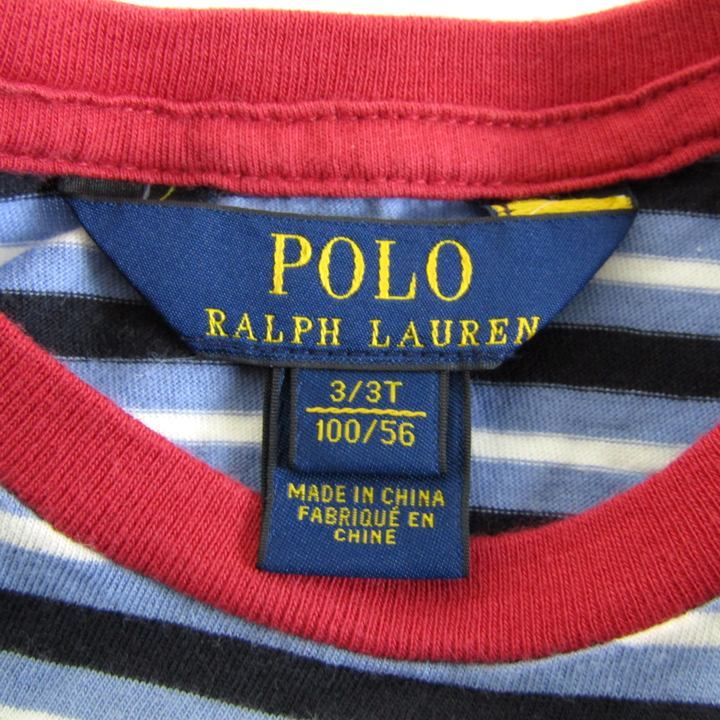 POLO
RALPH LAUREN
3/3T
100/56
MADE IN CHINA
FABRIQUÉ EN
CHINE